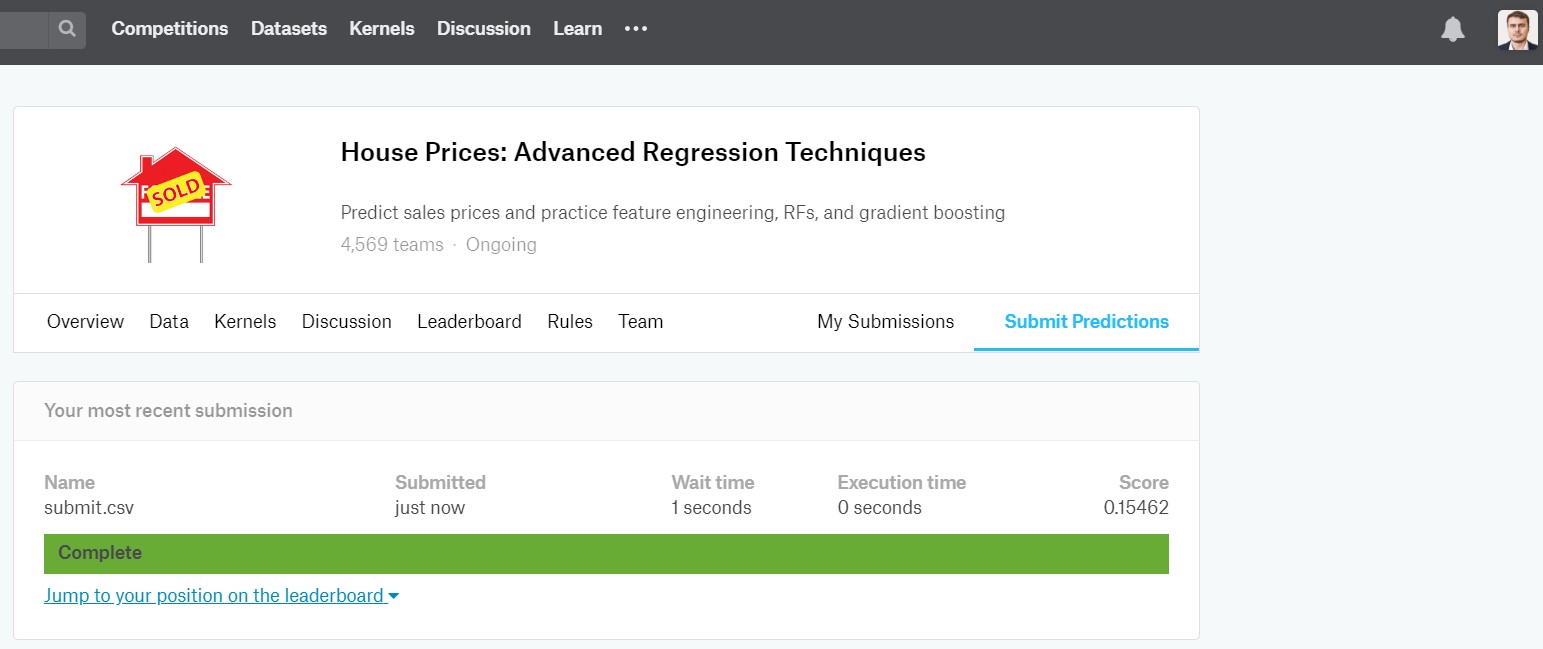 Competitions Datasets Kernels Discussion Learn •••
SOLD
House Prices: Advanced Regression Techniques
Predict sales prices and practice feature engineering, RFs, and gradient boosting
4,569 teams · Ongoing
Overview Data Kernels Discussion Leaderboard Rules Team My Submissions Submit Predictions
Your most recent submission
Name Submitted Wait time Execution time Score
submit.csv just now 1 seconds 0 seconds 0.15462
Complete
Jump to your position on the leaderboard